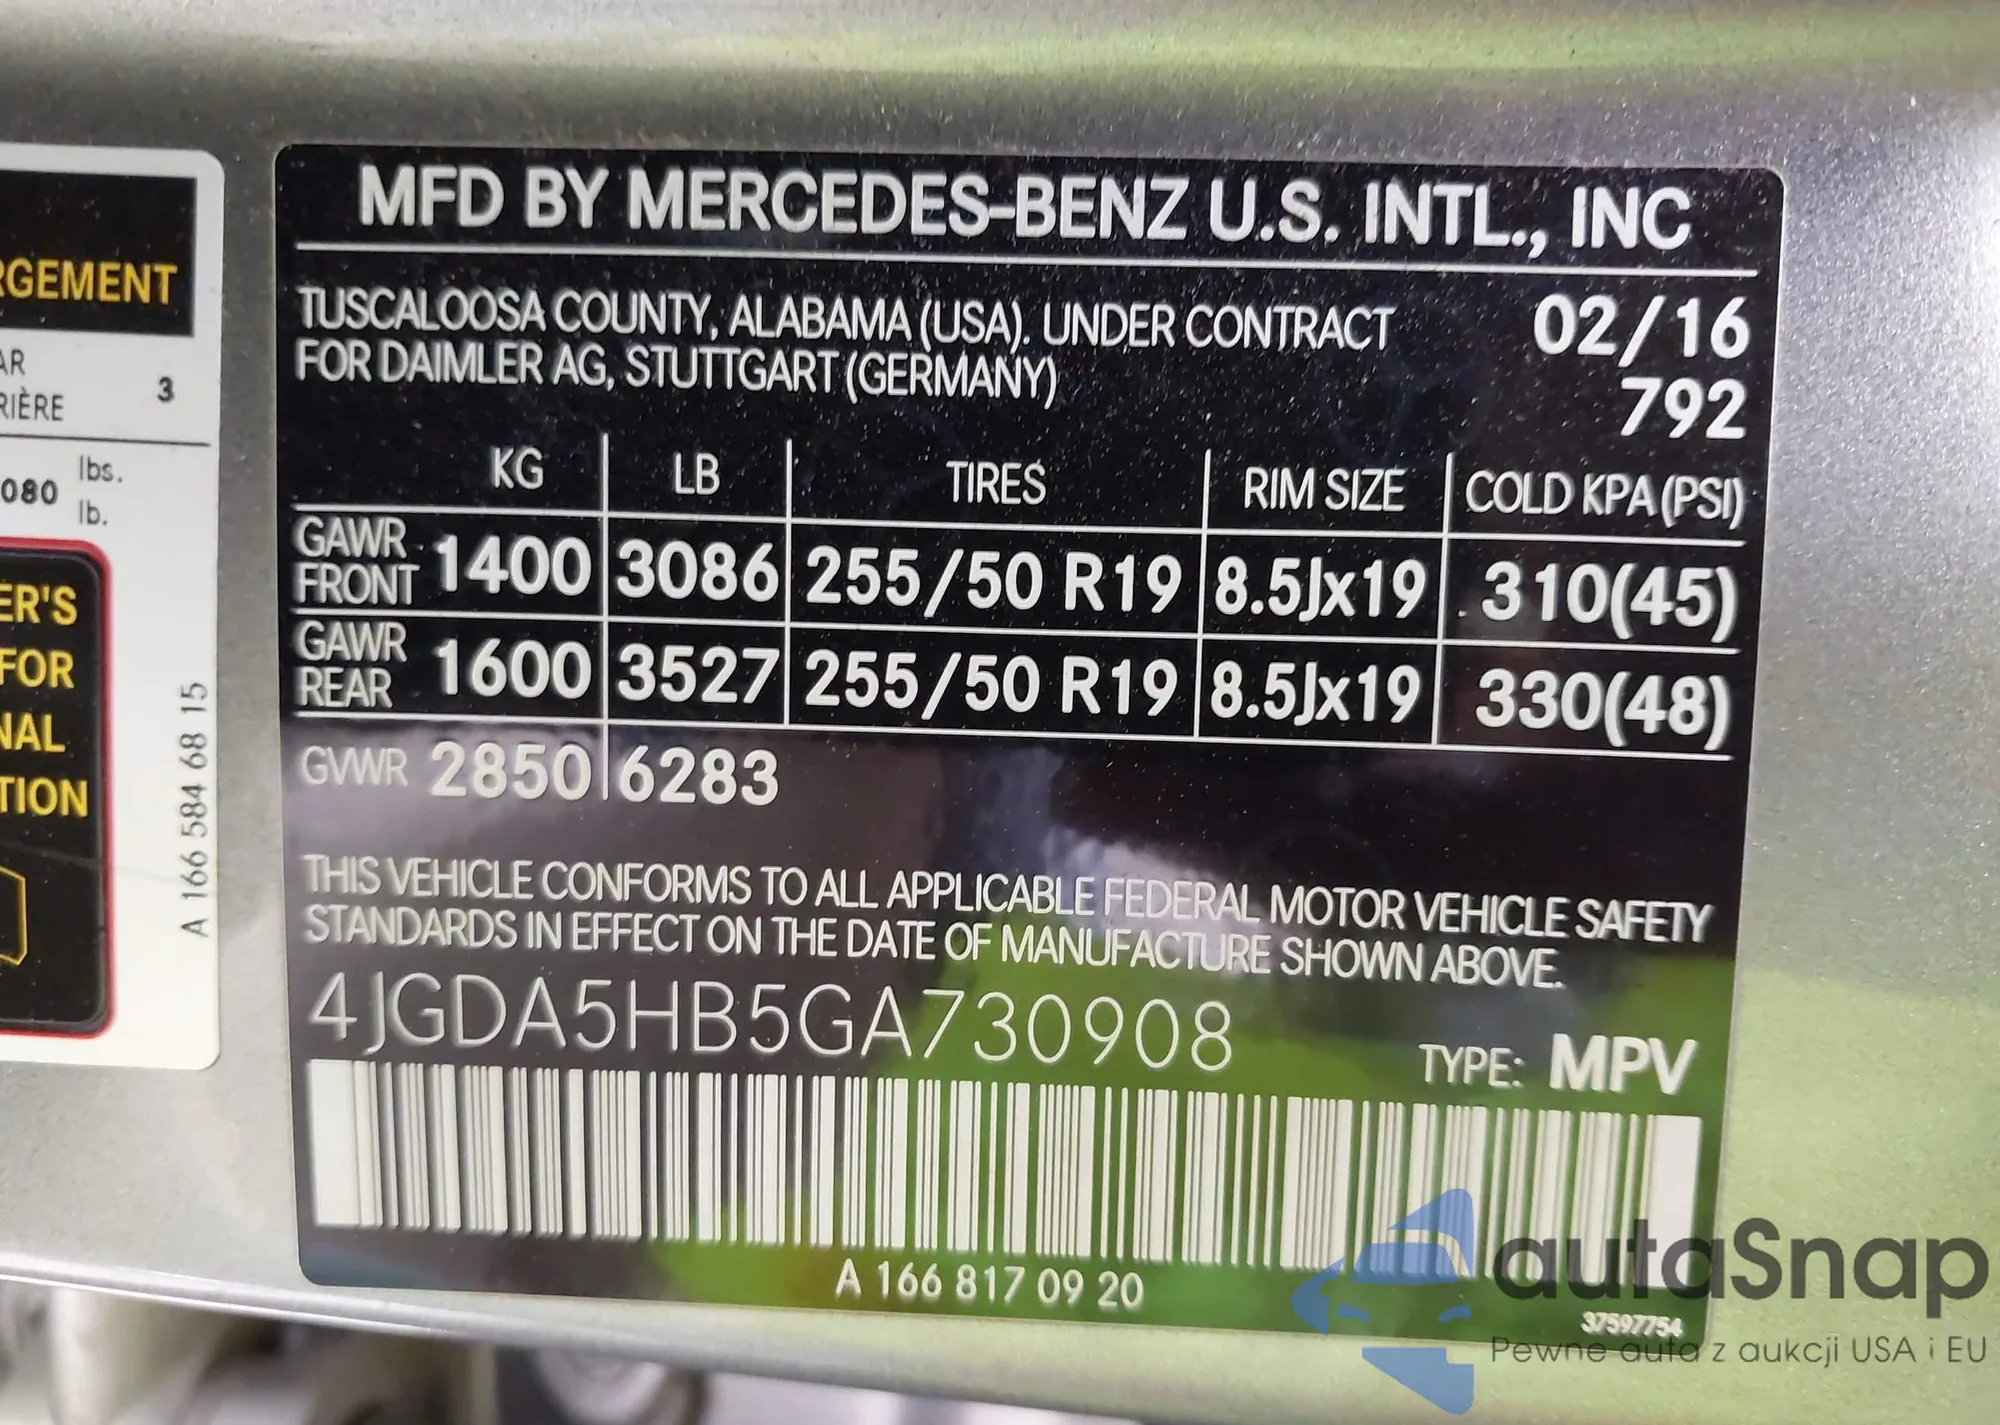 RGEMENT
AR
RIÈRE
3
080 lbs.
lb.
ER'S
FOR
NAL
TION
A 166 584 68 15
MFD BY MERCEDES-BENZ U.S. INTL., INC
TUSCALOOSA COUNTY, ALABAMA (USA). UNDER CONTRACT
FOR DAIMLER AG, STUTTGART (GERMANY)
02/16
792
KG LB TIRES RIM SIZE COLD KPA (PSI)
GAWR FRONT 1400 3086 255/50 R19 8.5Jx19 310(45)
GAWR REAR 1600 3527 255/50 R19 8.5Jx19 330(48)
GVWR 2850 6283
THIS VEHICLE CONFORMS TO ALL APPLICABLE FEDERAL MOTOR VEHICLE SAFETY
STANDARDS IN EFFECT ON THE DATE OF MANUFACTURE SHOWN ABOVE.
4JGDA5HB5GA730908
TYPE: MPV
A 166 817 09 20
37597754
autaSnap
Pewne auta z aukcji USA i EU